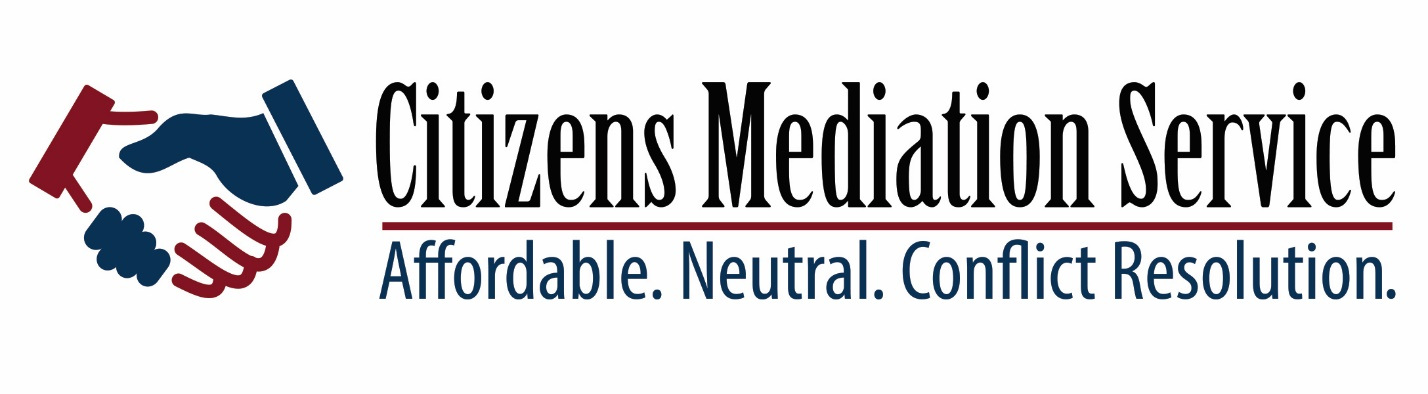 Citizens Mediation Service
Affordable. Neutral. Conflict Resolution.